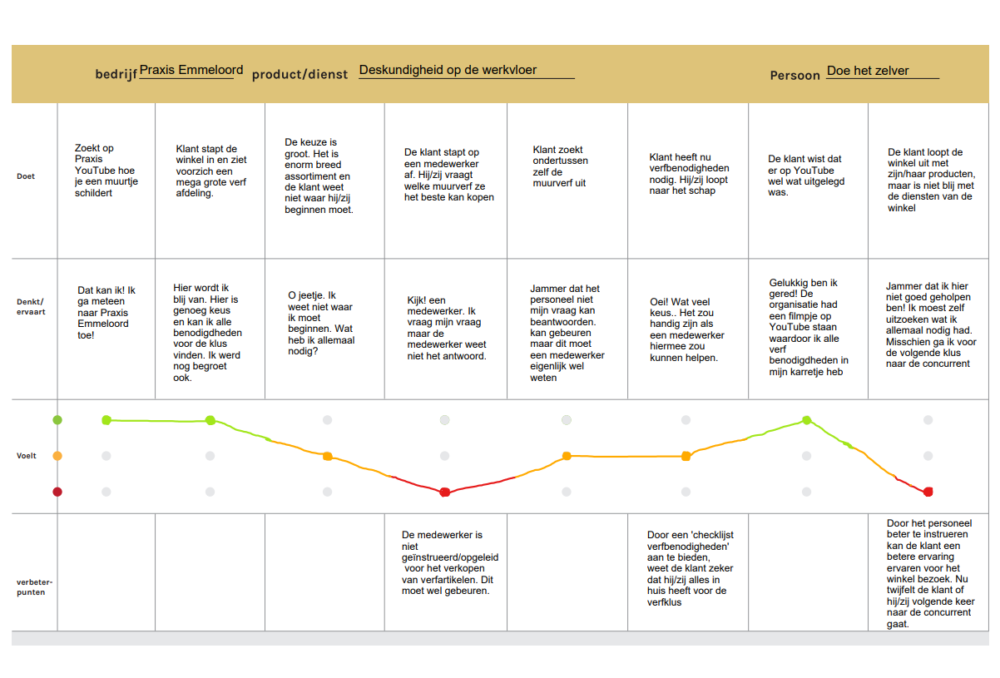 bedrijf Praxis Emmeloord product/dienst Deskundigheid op de werkvloer Persoon Doe het zelver
Doet
Zoekt op
Praxis
YouTube hoe
je een muurtje
schildert
Klant stapt de
winkel in en ziet
voorzich een
mega grote verf
afdeling.
De keuze is
groot. Het is
enorm breed
assortiment en
de klant weet
niet waar hij/zij
beginnen moet.
De klant stapt op
een medewerker
af. Hij/zij vraagt
welke muurverf ze
het beste kan kopen
Klant zoekt
ondertussen
zelf de
muurverf uit
Klant heeft nu
verfbenodigheden
nodig. Hij/zij loopt
naar het schap
De klant wist dat
er op YouTube
wel wat uitgelegd
was.
De klant loopt de
winkel uit met
zijn/haar producten,
maar is niet blij met
de diensten van de
winkel
Denkt/
ervaart
Dat kan ik! Ik
ga meteen
naar Praxis
Emmeloord
toe!
Hier wordt ik
blij van. Hier is
genoeg keus
en kan ik alle
benodigdheden
voor de klus
vinden. Ik werd
nog begroet
ook.
O jeetje. Ik
weet niet waar
ik moet
beginnen. Wat
heb ik allemaal
nodig?
Kijk! een
medewerker. Ik
vraag mijn vraag
maar de
medewerker weet
niet het antwoord.
Jammer dat het
personeel niet
mijn vraag kan
beantwoorden.
kan gebeuren
maar dit moet
een medewerker
eigenlijk wel
weten
Oei! Wat veel
keus.. Het zou
handig zijn als
een medewerker
hiermee zou
kunnen helpen.
Gelukkig ben ik
gered! De
organisatie had
een filmpje op
YouTube staan
waardoor ik alle
verf
benodigdheden in
mijn karretje heb
Jammer dat ik hier
niet goed geholpen
ben! Ik moest zelf
uitzoeken wat ik
allemaal nodig had.
Misschien ga ik voor
de volgende klus
naar de concurrent
Voelt
verbeter-
punten
De medewerker is
niet
geïnstrueerd/opgeleid
voor het verkopen
van verfartikelen. Dit
moet wel gebeuren.
Door een 'checklijst
verfbenodigheden'
aan te bieden,
weet de klant zeker
dat hij/zij alles in
huis heeft voor de
verfklus
Door het personeel
beter te instrueren
kan de klant een
betere ervaring
ervaren voor het
winkel bezoek. Nu
twijfelt de klant of
hij/zij volgende keer
naar de concurrent
gaat.